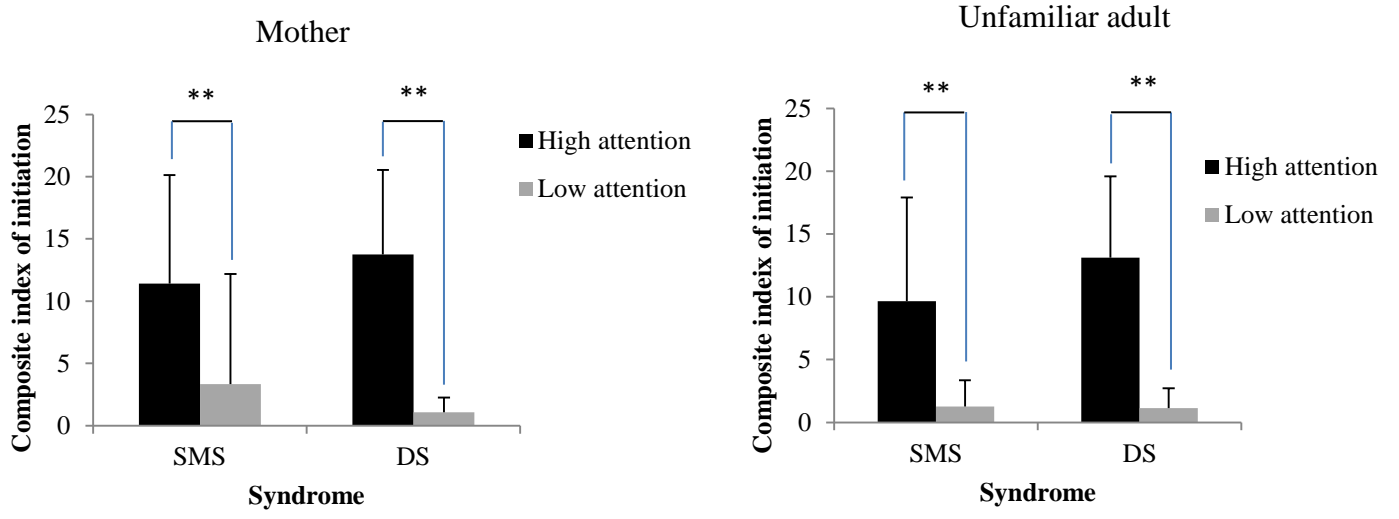 Mother
**
**
25
20
15
10
5
0
Composite index of initiation
High attention
Low attention
SMS
DS
Syndrome
Unfamiliar adult
**
**
25
20
15
10
5
0
Composite indeix of initiation
High attention
Low attention
SMS
DS
Syndrome